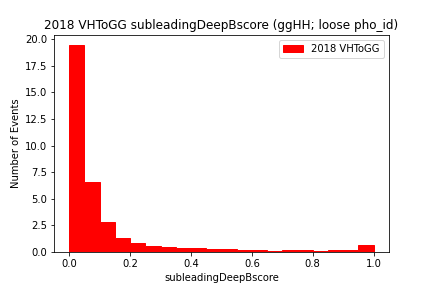 2018 VHToGG subleadingDeepBscore (ggHH; loose pho_id)
2018 VHToGG
Number of Events
20.0
17.5
15.0
12.5
10.0
7.5
5.0
2.5
0.0
0.0 0.2 0.4 0.6 0.8 1.0
subleadingDeepBscore